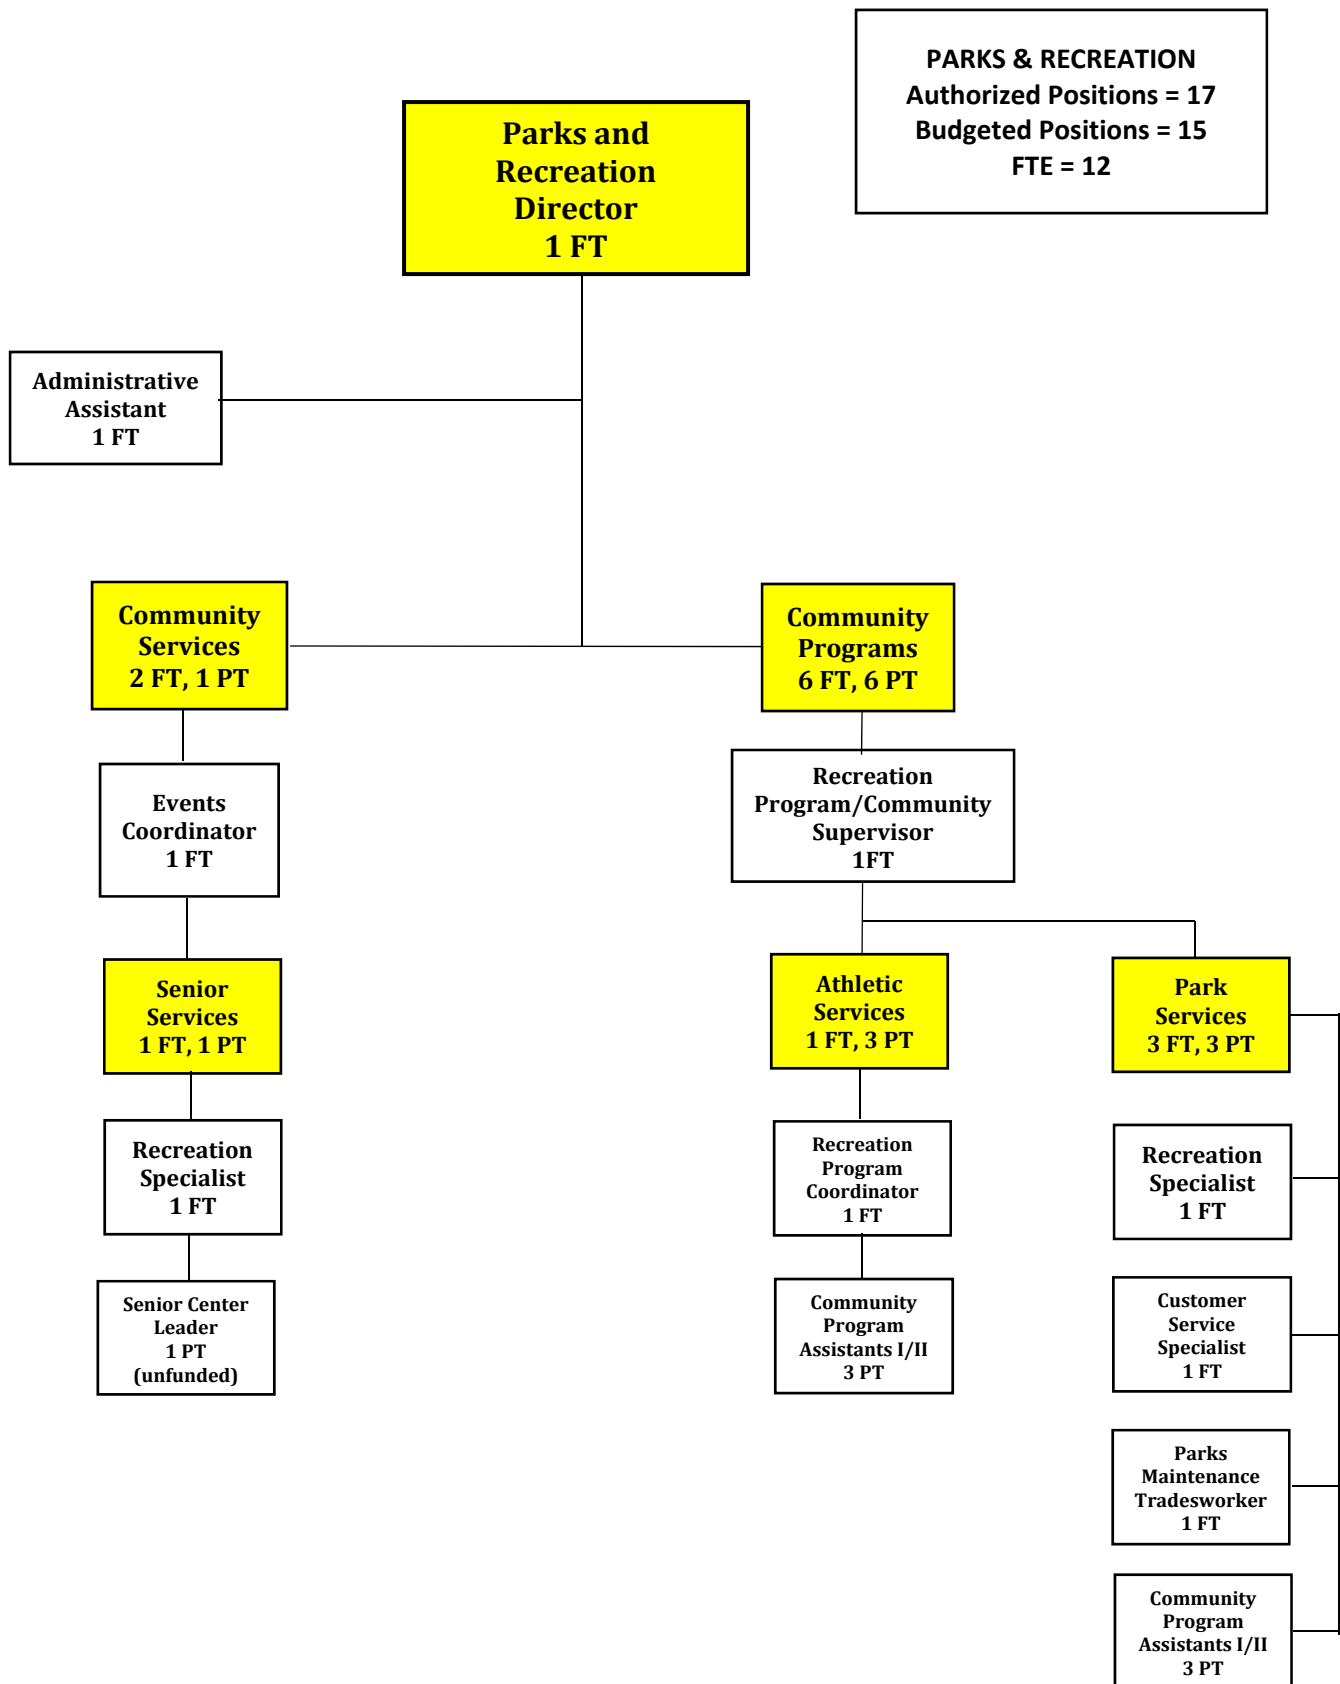 PARKS & RECREATION
Authorized Positions = 17
Budgeted Positions = 15
FTE = 12
Parks and
Recreation
Director
1 FT
Administrative
Assistant
1 FT
Community
Services
2 FT, 1 PT
Community
Programs
6 FT, 6 PT
Events
Coordinator
1 FT
Recreation
Program/Community
Supervisor
1FT
Senior
Services
1 FT, 1 PT
Athletic
Services
1 FT, 3 PT
Park
Services
3 FT, 3 PT
Recreation
Specialist
1 FT
Recreation
Program
Coordinator
1 FT
Recreation
Specialist
1 FT
Senior Center
Leader
1 PT
(unfunded)
Community
Program
Assistants I/II
3 PT
Customer
Service
Specialist
1 FT
Parks
Maintenance
Tradesworker
1 FT
Community
Program
Assistants I/II
3 PT